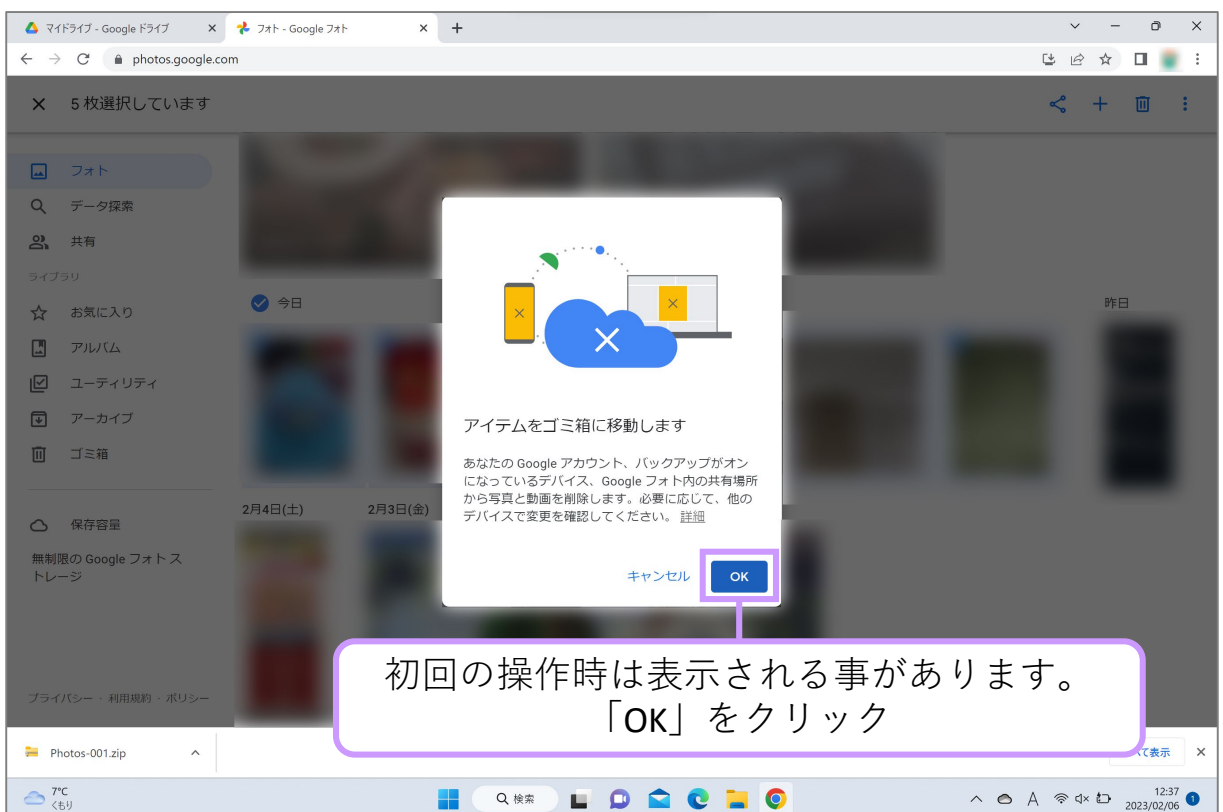 マイドライブ - Google ドライブ
フォト - Google フォト
photos.google.com
5 枚選択しています
フォト
データ探索
共有
ライブラリ
お気に入り
アルバム
ユーティリティ
アーカイブ
ゴミ箱
保存容量
無制限の Google フォト ス
トレージ
プライバシー · 利用規約 · ポリシー
今日
昨日
2月4日(土)
2月3日(金)
アイテムをゴミ箱に移動します
あなたの Google アカウント、バックアップがオン
になっているデバイス、Google フォト内の共有場所
から写真と動画を削除します。必要に応じて、他の
デバイスで変更を確認してください。 詳細
キャンセル
OK
初回の操作時は表示される事があります。
「OK」をクリック
Photos-001.zip
て表示
7°C
くもり
検索
A
12:37
2023/02/06
1